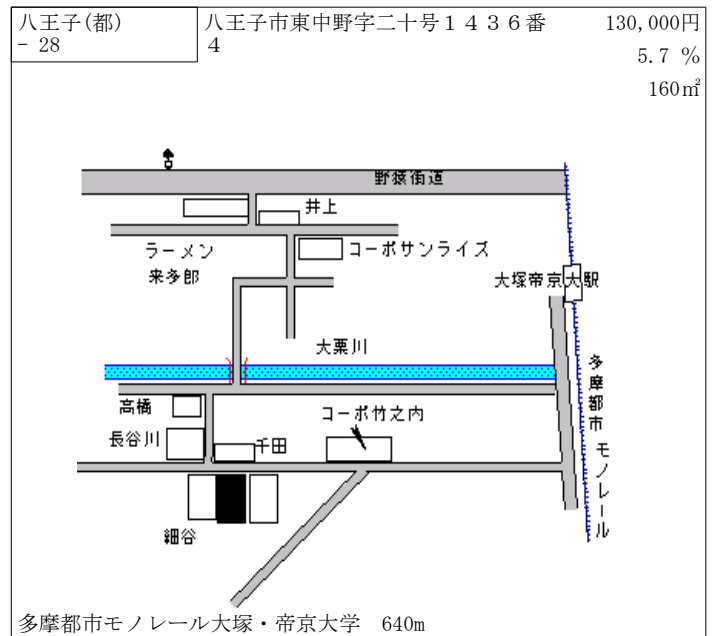 八王子(都)
- 28
八王子市東中野字二十号１４３６番
4
130,000円
5.7 %
160㎡
野猿街道
井上
ラーメン
来多郎
コーポサンライズ
大塚帝京大駅
大栗川
多摩都市モノレール
高橋
長谷川
千田
コーポ竹之内
細谷
多摩都市モノレール大塚・帝京大学　640m